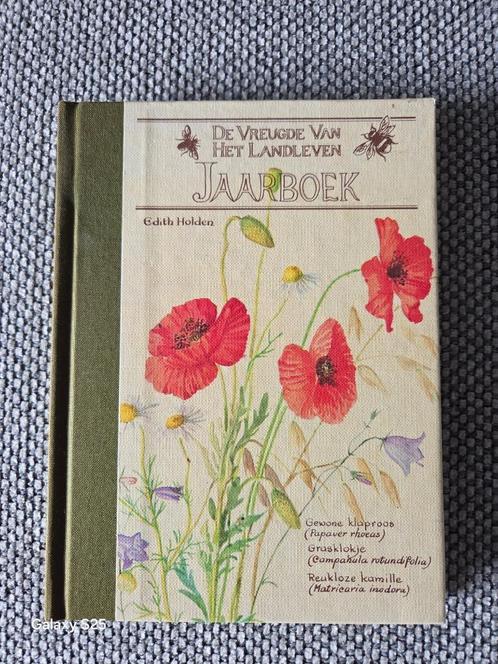 De Vreugde Van
Het Landleven
Jaarboek
Edith Holden
Gewone klaproos
(Papaver rhoeas)
Grasklokje
(Campanula rotundifolia)
Reukloze kamille
(Matricaria inodora)
Galaxy S25